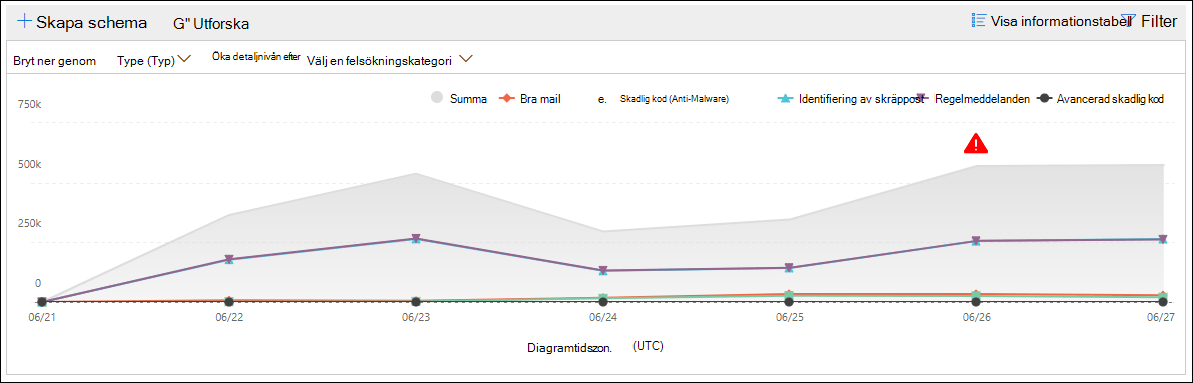 Skapa schema G" Utforska Visa informationstabell Filter
Bryt ner genom Type (Typ) Öka detaljnivån efter Välj en felsökningskategori
Summa Bra mail e. Skadlig kod (Anti-Malware) Identifiering av skräppost Regelmeddelanden Avancerad skadlig kod
750k
500k
250k
0
06/21 06/22 06/23 06/24 06/25 06/26 06/27
Diagramtidszon. (UTC)